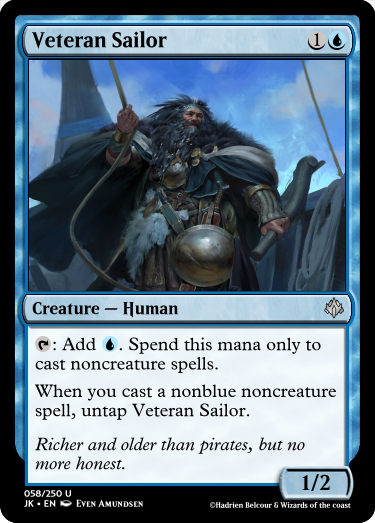 Veteran Sailor 1
Creature — Human
: Add . Spend this mana only to
cast noncreature spells.
When you cast a nonblue noncreature
spell, untap Veteran Sailor.
Richer and older than pirates, but no
more honest.
1/2
058/250 U
JK • EN Even Amundsen
©Hadrien Belcour & Wizards of the coast